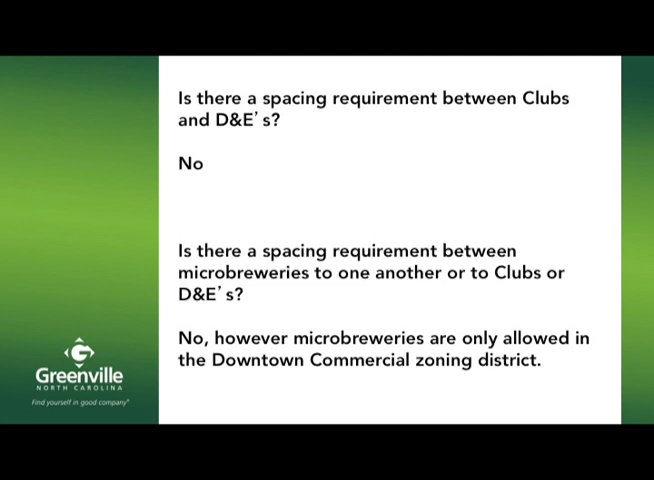 Is there a spacing requirement between Clubs
and D&E's?
No
Is there a spacing requirement between
microbreweries to one another or to Clubs or
D&E's?
No, however microbreweries are only allowed in
the Downtown Commercial zoning district.
G
Greenville
NORTH CAROLINA
Find yourself in good company®